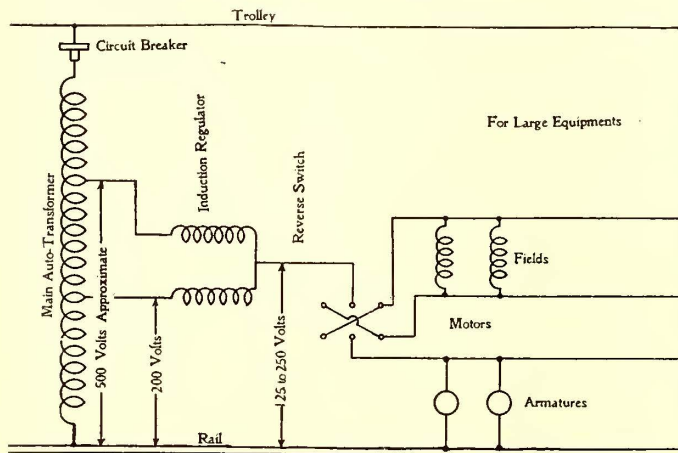 Trolley
Circuit Breaker
For Large Equipments
Main Auto-Transformer
500 Volts Approximate
200 Volts
Induction Regulator
Reverse Switch
125 to 250 Volts
Fields
Motors
Armatures
Rail